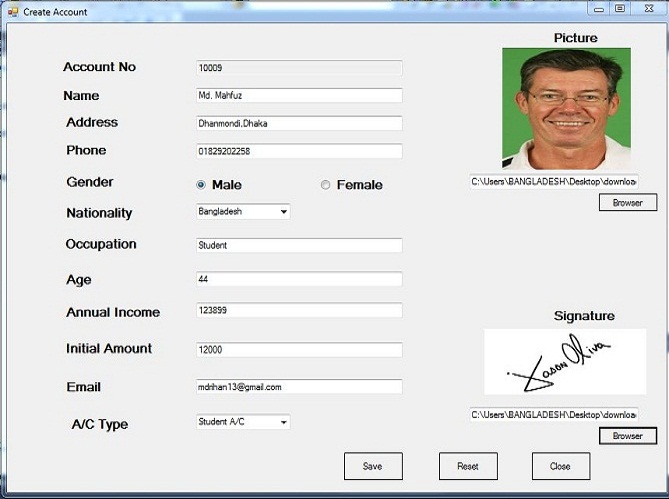 Create Account
Picture
Account No 10009
Name Md. Mahfuz
Address Dhanmondi,Dhaka
Phone 01829202258
Gender Male Female
C:\Users\BANGLADESH\Desktop\downloa
Browser
Nationality Bangladesh
Occupation Student
Age 44
Annual Income 123899
Signature
Initial Amount 12000
Jason Oliva
Email mdrihan13@gmail.com
C:\Users\BANGLADESH\Desktop\downloa
A/C Type Student A/C
Browser
Save Reset Close